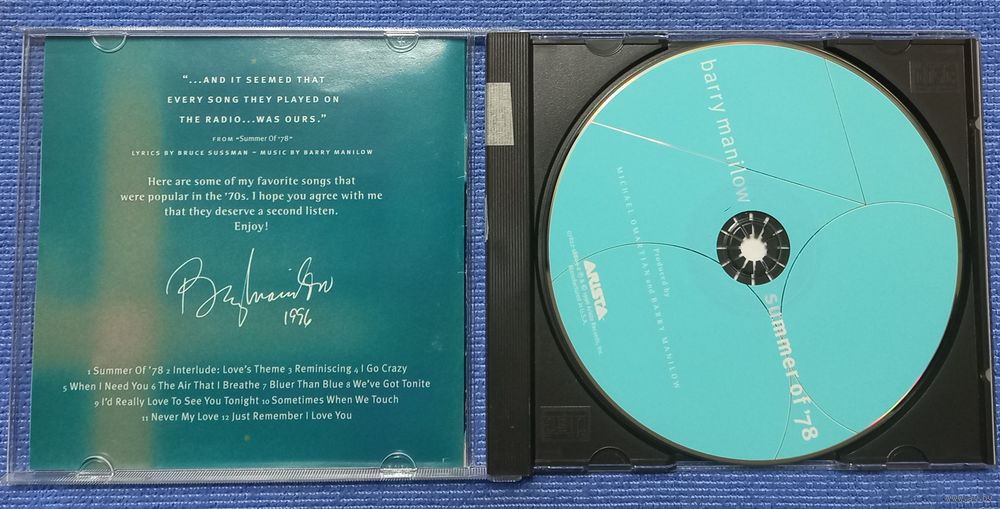 “...AND IT SEEMED THAT
EVERY SONG THEY PLAYED ON
THE RADIO...WAS OURS.”
FROM “Summer Of ’78”
LYRICS BY BRUCE SUSSMAN – MUSIC BY BARRY MANILOW
Here are some of my favorite songs that
were popular in the ’70s. I hope you agree with me
that they deserve a second listen.
Enjoy!
Barry Manilow
1996
1 Summer Of ’78 2 Interlude: Love’s Theme 3 Reminiscing 4 I Go Crazy
5 When I Need You 6 The Air That I Breathe 7 Bluer Than Blue 8 We’ve Got Tonite
9 I’d Really Love To See You Tonight 10 Sometimes When We Touch
11 Never My Love 12 Just Remember I Love You
barry manilow
summer of ’78
Produced by
MICHAEL OMARTIAN and BARRY MANILOW
ARISTA